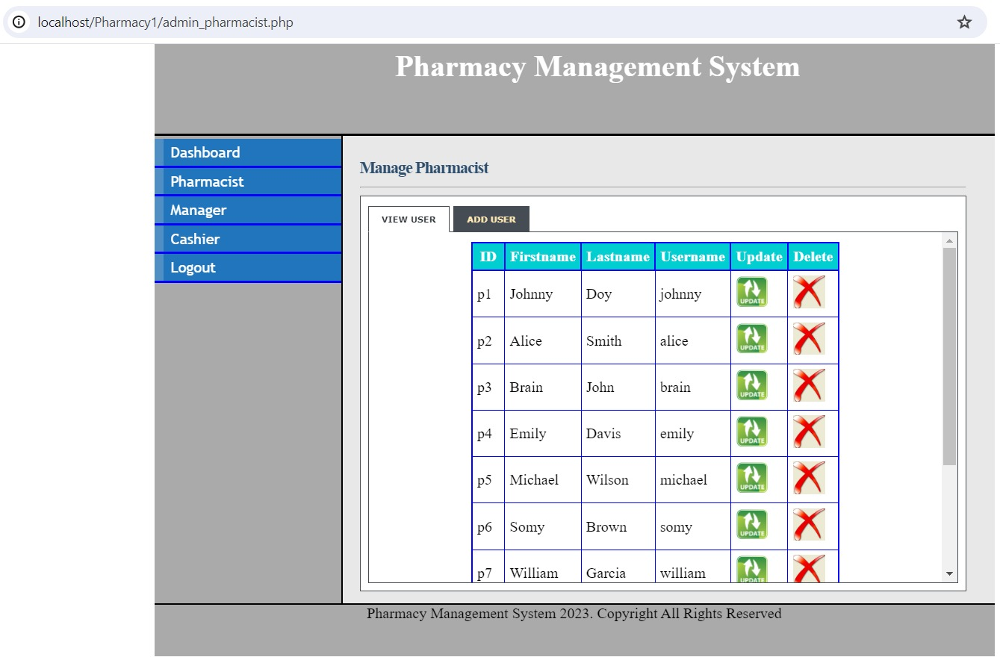 localhost/Pharmacy1/admin_pharmacist.php
Pharmacy Management System
Dashboard
Pharmacist
Manager
Cashier
Logout
Manage Pharmacist
VIEW USER ADD USER
ID Firstname Lastname Username Update Delete
p1 Johnny Doy johnny UPDATE
p2 Alice Smith alice UPDATE
p3 Brain John brain UPDATE
p4 Emily Davis emily UPDATE
p5 Michael Wilson michael UPDATE
p6 Somy Brown somy UPDATE
p7 William Garcia william UPDATE
Pharmacy Management System 2023. Copyright All Rights Reserved